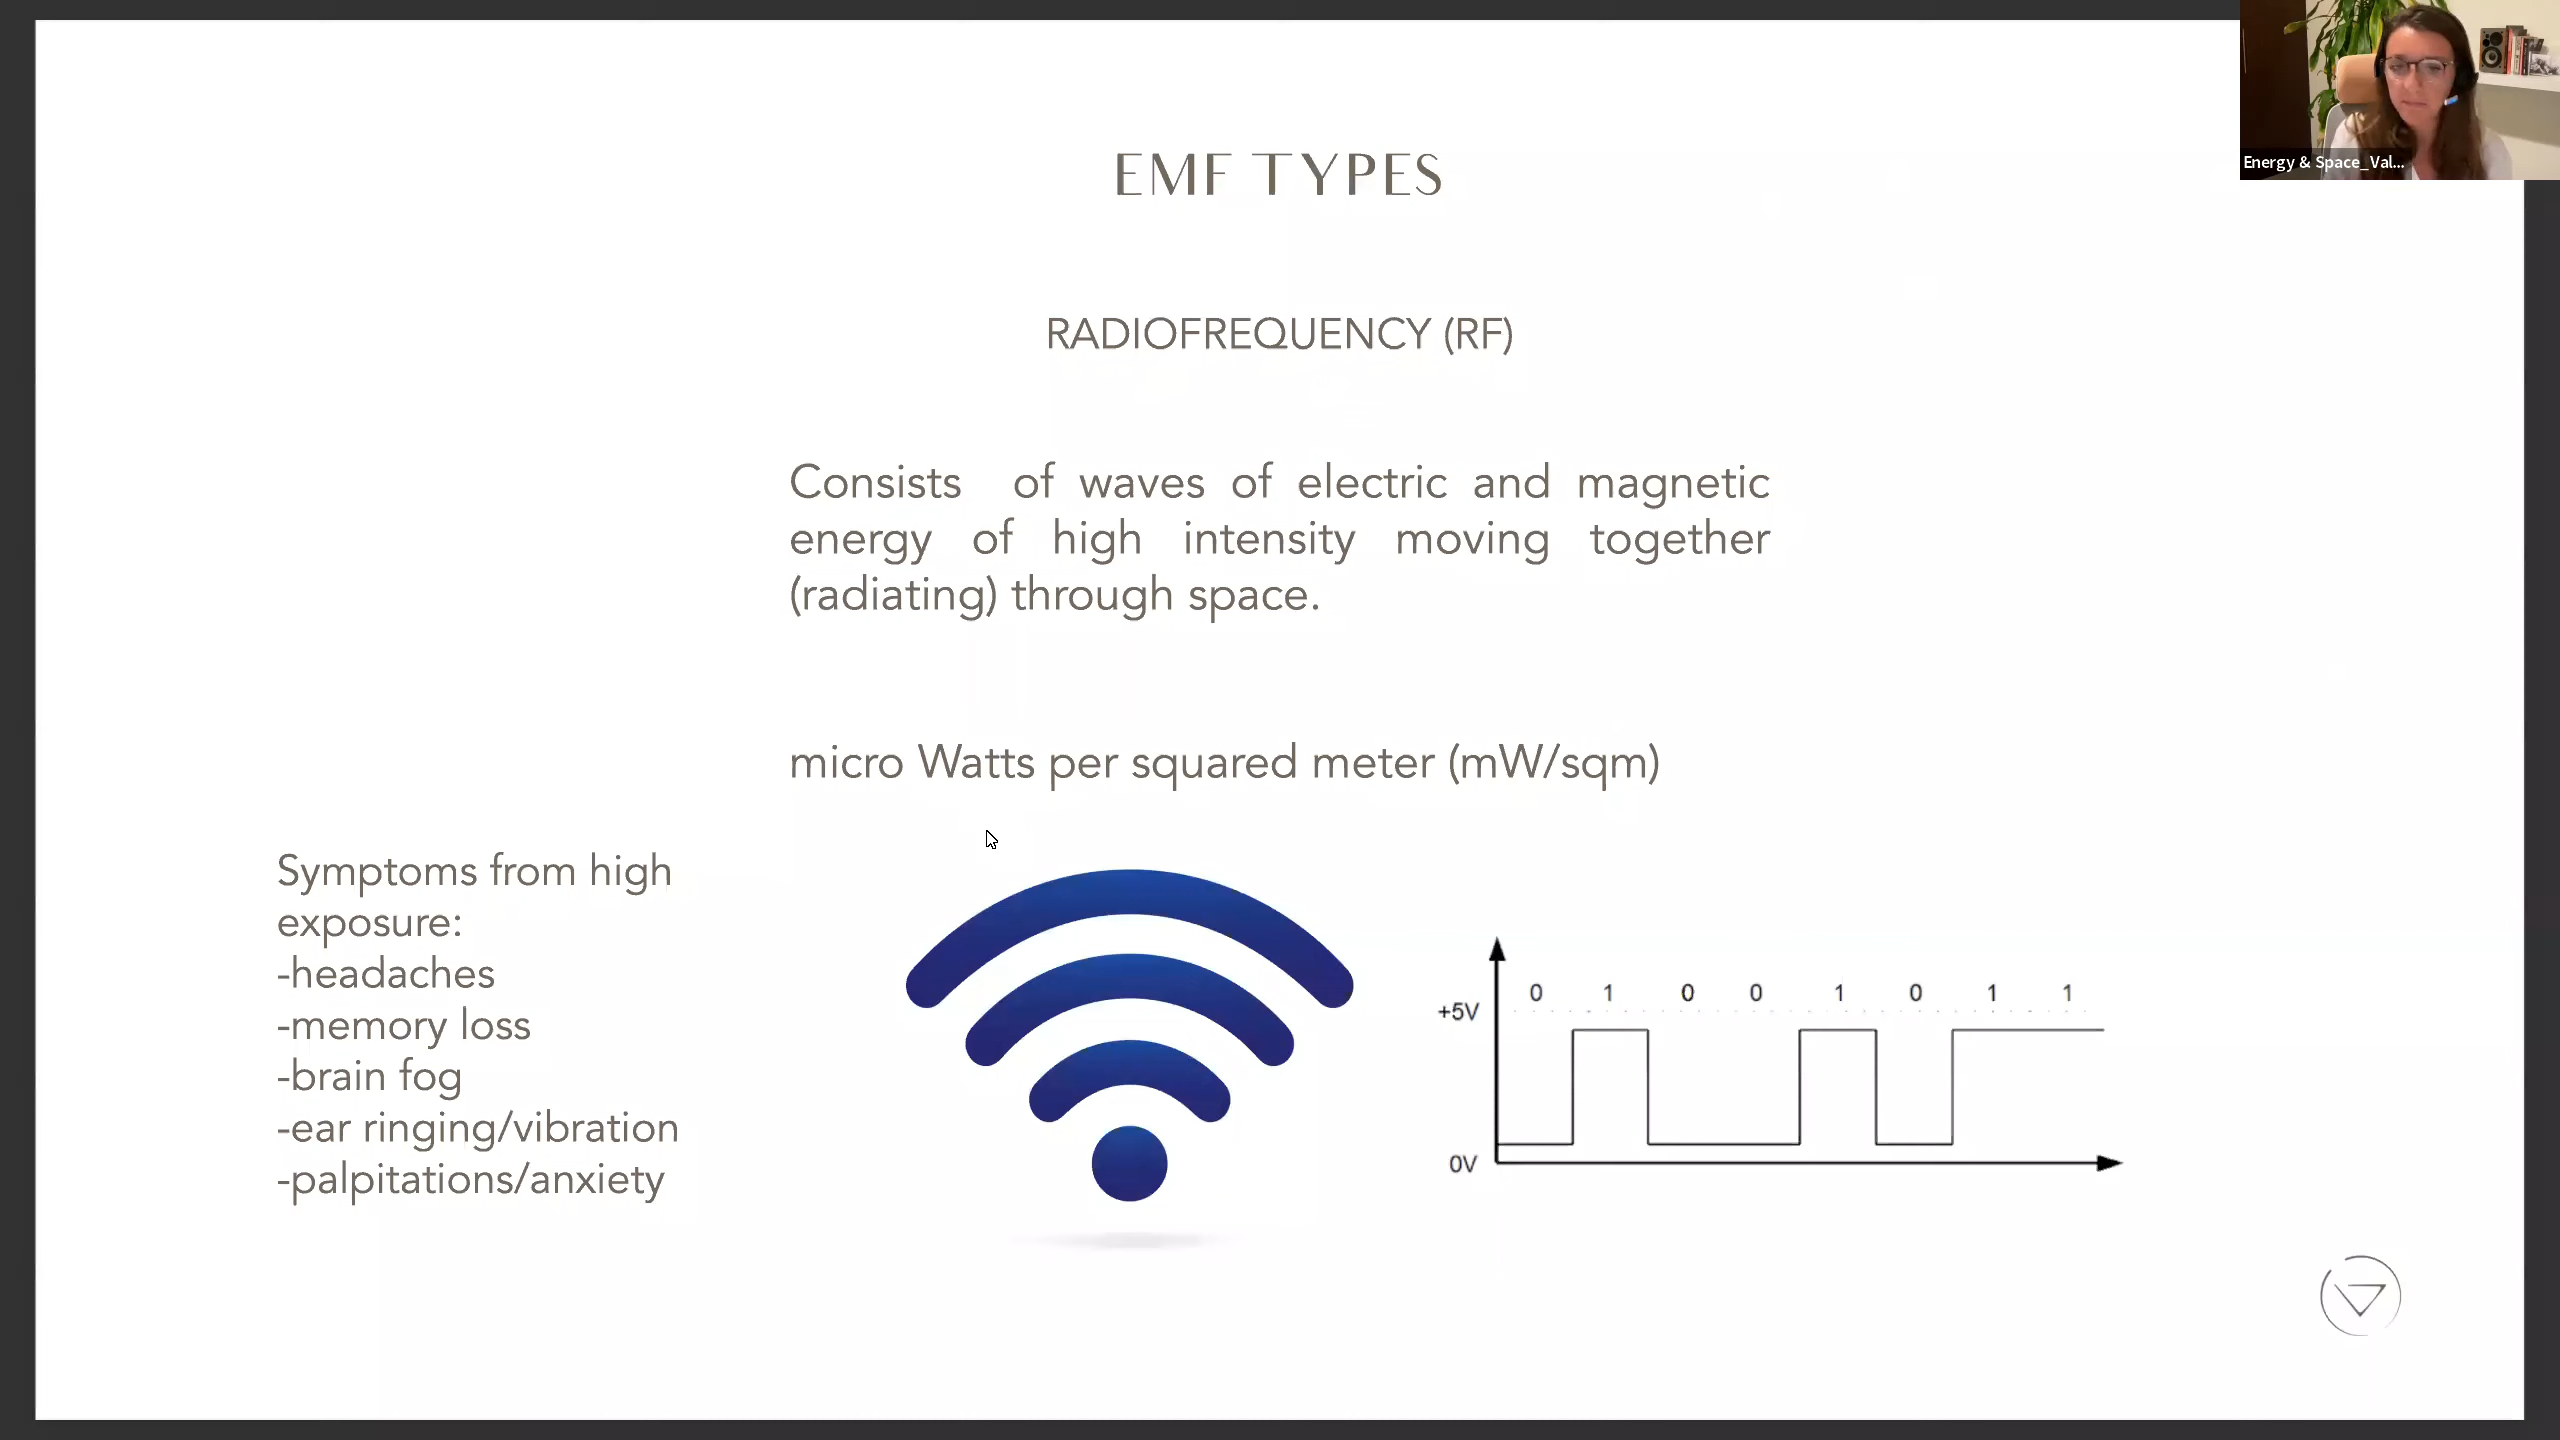 Energy & Space_Val...
EMF TYPES
RADIOFREQUENCY (RF)
Consists of waves of electric and magnetic
energy of high intensity moving together
(radiating) through space.
micro Watts per squared meter (mW/sqm)
Symptoms from high
exposure:
-headaches
-memory loss
-brain fog
-ear ringing/vibration
-palpitations/anxiety
0 1 0 0 1 0 1 1
+5V
0V